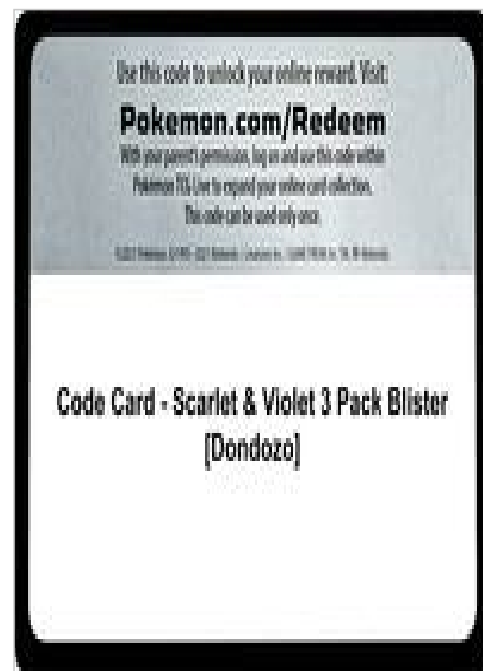 Use this code to unlock your online reward. Visit
Pokemon.com/Redeem
With your parent's permission, log on and use this code within
Pokémon TCG Live to expand your online card collection.
This code can be used only once.
Code Card - Scarlet & Violet 3 Pack Blister
[Dondozo]